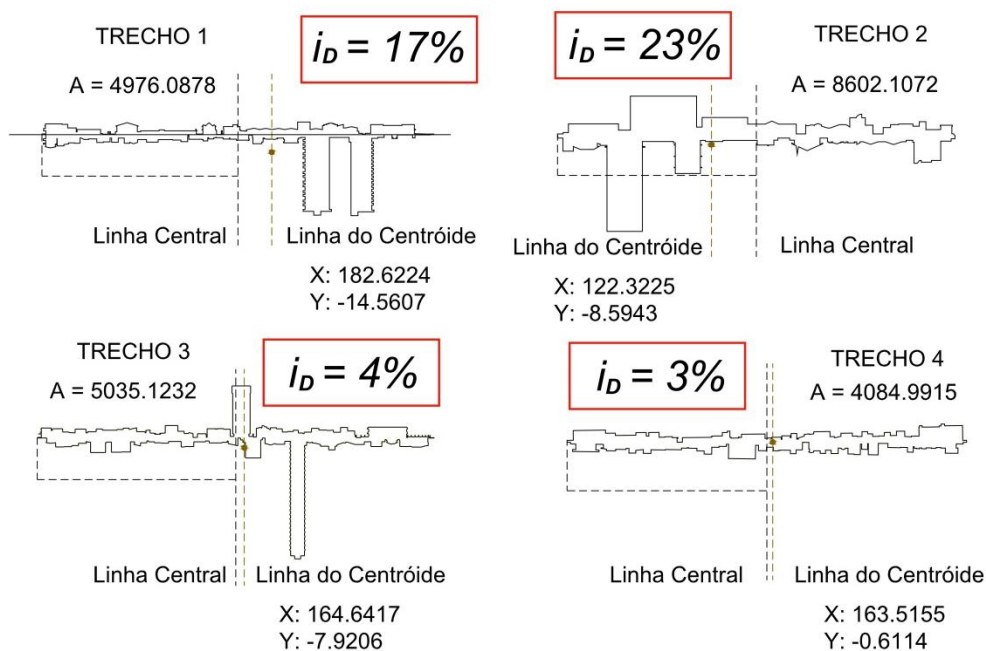 TRECHO 1
i_D = 17%
A = 4976.0878
Linha Central
Linha do Centróide
X: 182.6224
Y: -14.5607
i_D = 23%
TRECHO 2
A = 8602.1072
Linha do Centróide
Linha Central
X: 122.3225
Y: -8.5943
TRECHO 3
i_D = 4%
A = 5035.1232
Linha Central
Linha do Centróide
X: 164.6417
Y: -7.9206
i_D = 3%
TRECHO 4
A = 4084.9915
Linha Central
Linha do Centróide
X: 163.5155
Y: -0.6114